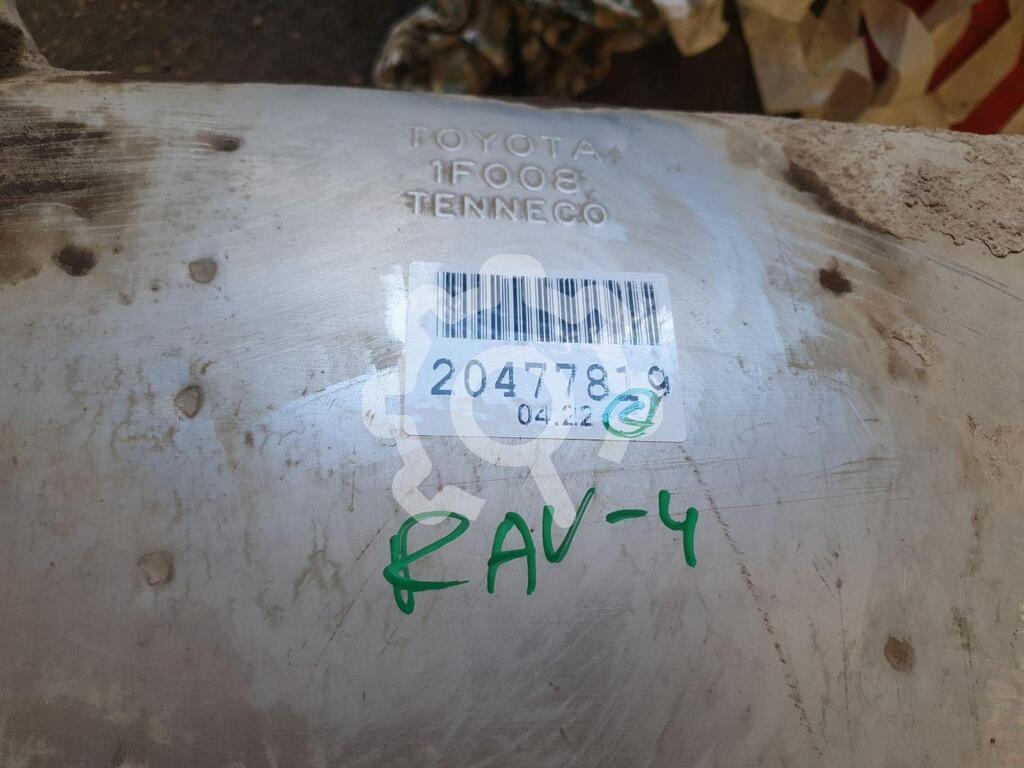 TOYOTA
1F008
TENNECO
20477819
04.22
RAV-4